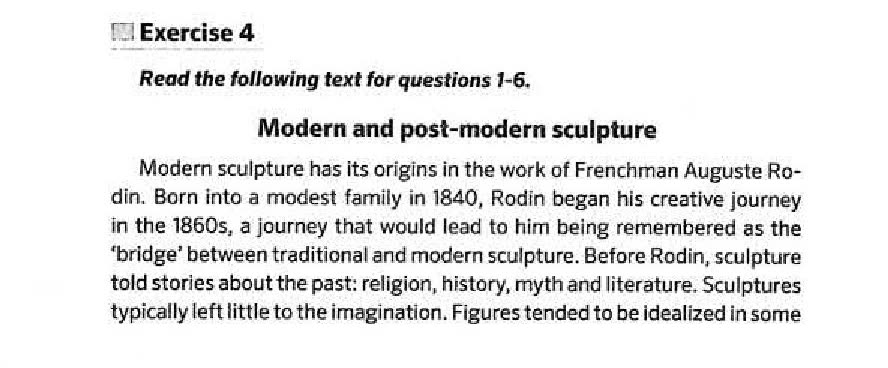 Exercise 4
Read the following text for questions 1-6.
Modern and post-modern sculpture
Modern sculpture has its origins in the work of Frenchman Auguste Ro-
din. Born into a modest family in 1840, Rodin began his creative journey
in the 1860s, a journey that would lead to him being remembered as the
'bridge' between traditional and modern sculpture. Before Rodin, sculpture
told stories about the past: religion, history, myth and literature. Sculptures
typically left little to the imagination. Figures tended to be idealized in some